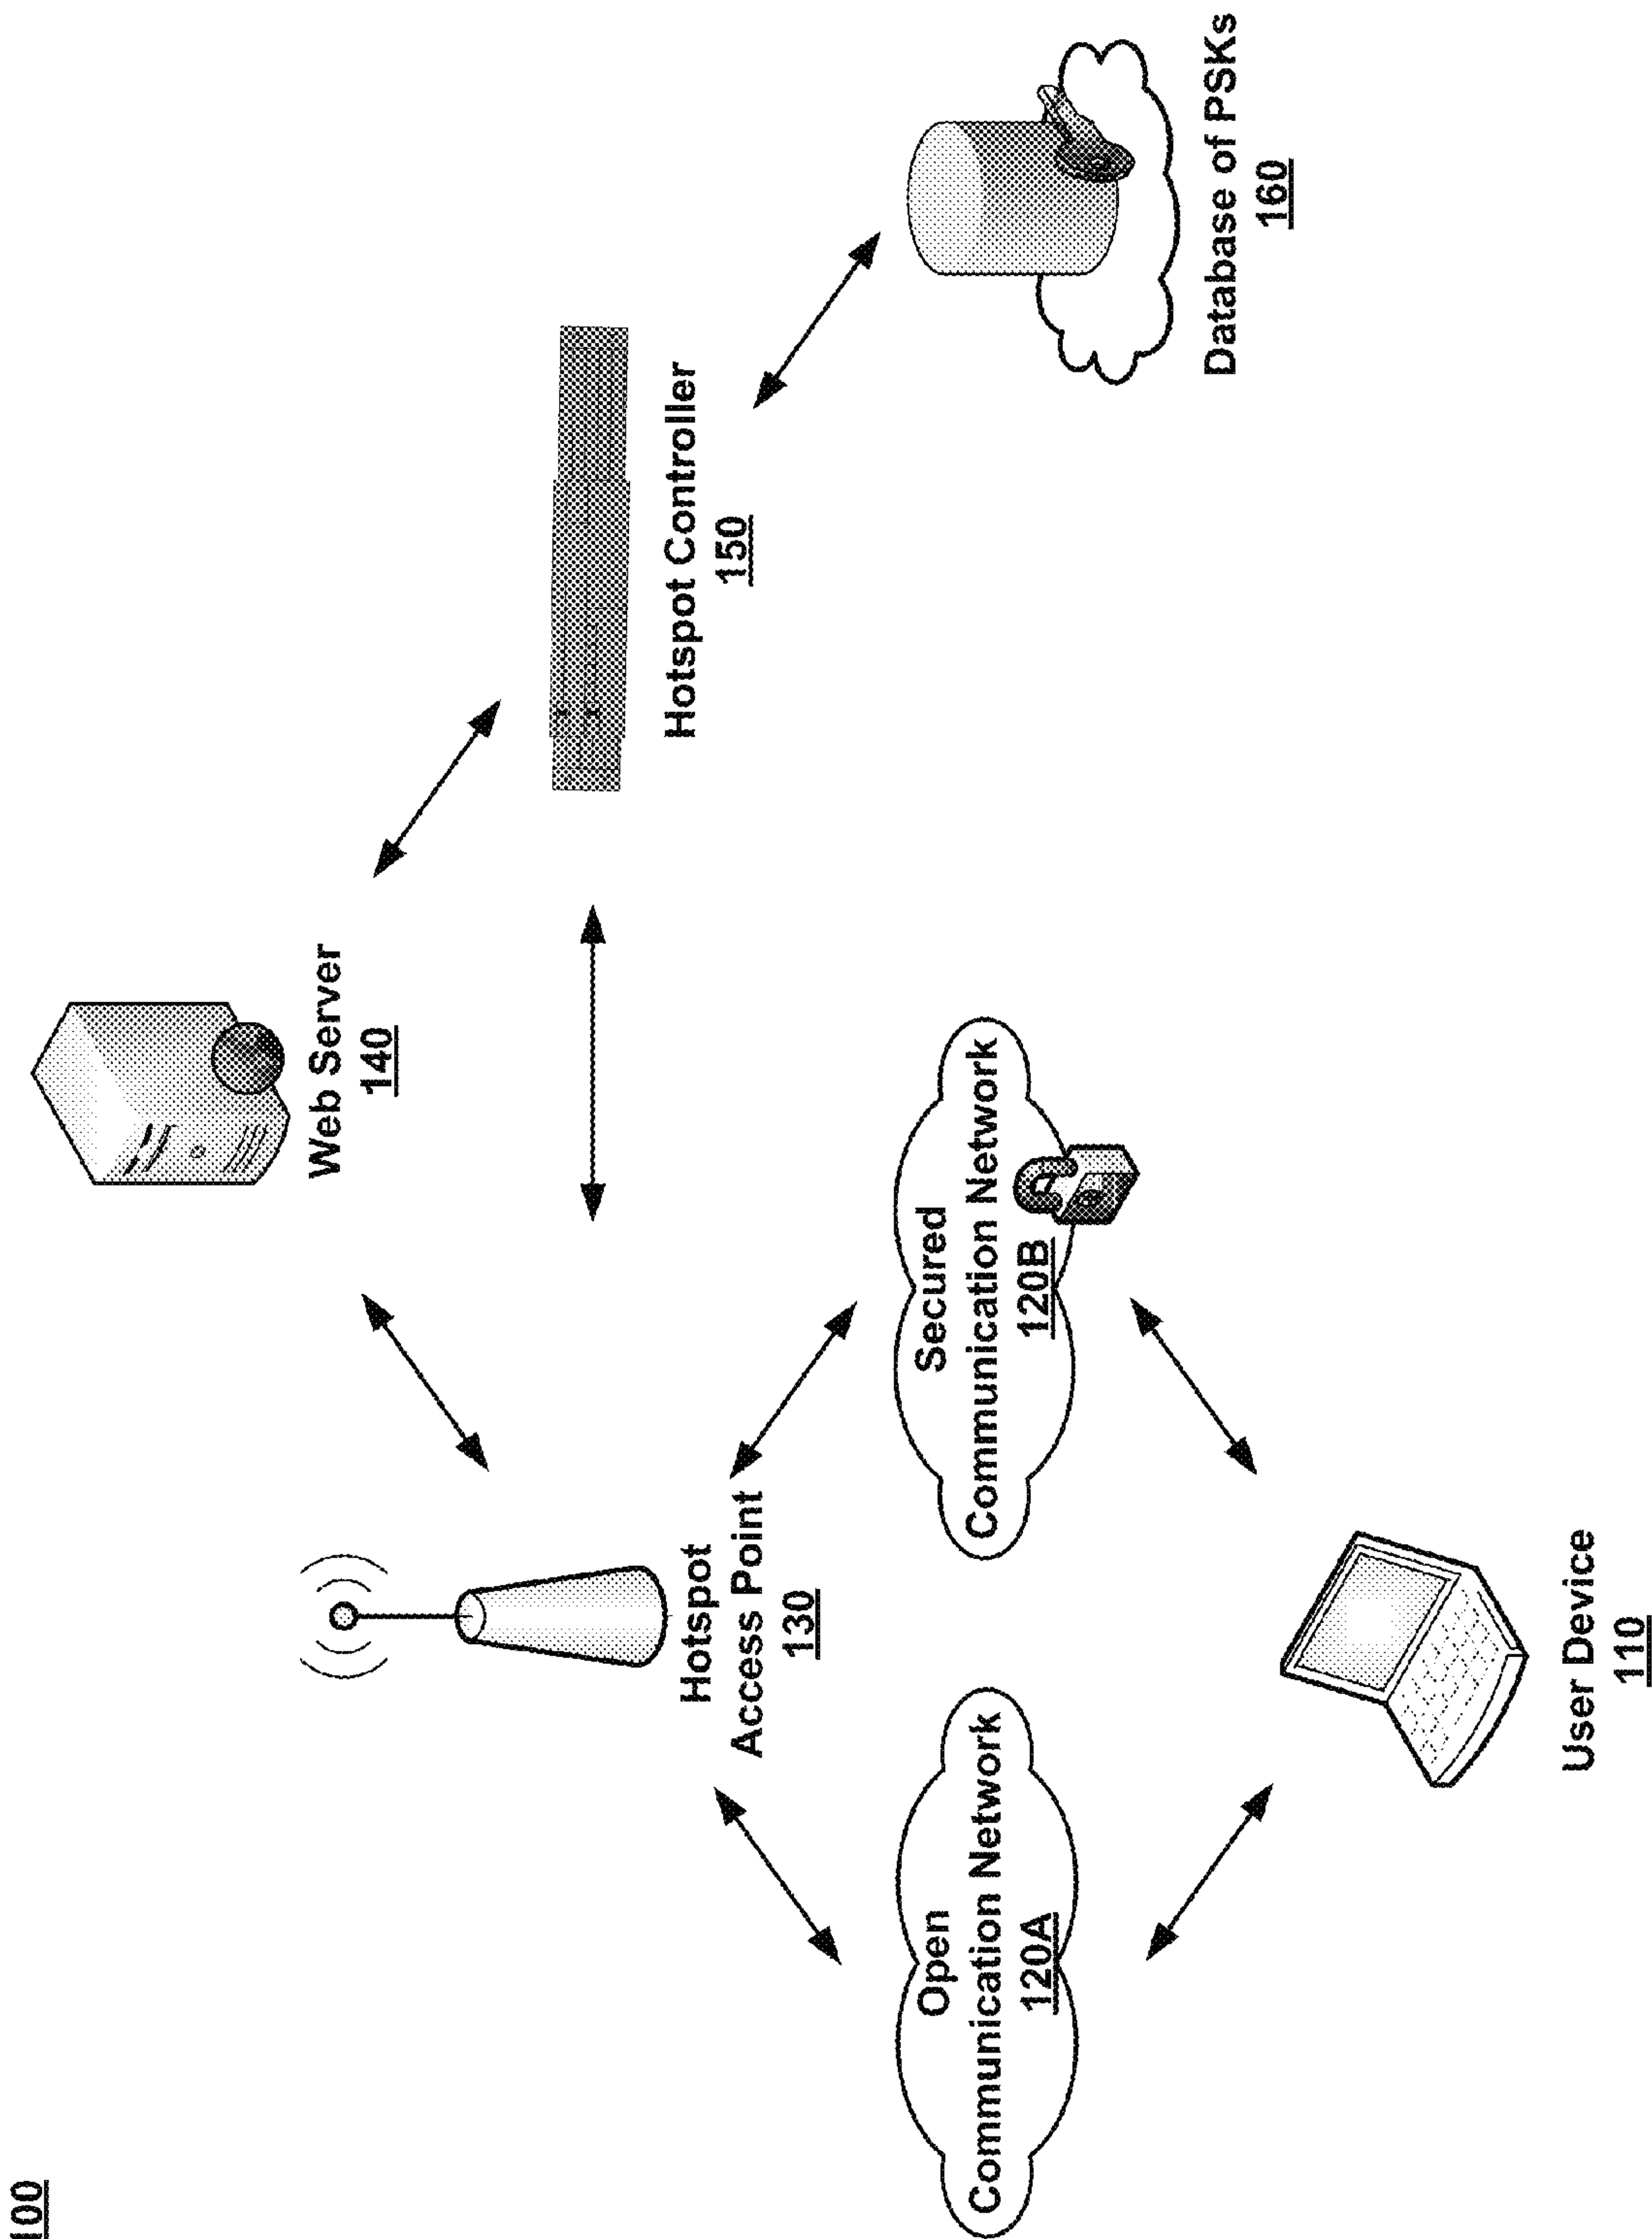 100
Web Server
140
Hotspot
Access Point
130
Hotspot Controller
150
Open
Communication Network
120A
Secured
Communication Network
120B
Database of PSKs
160
User Device
110